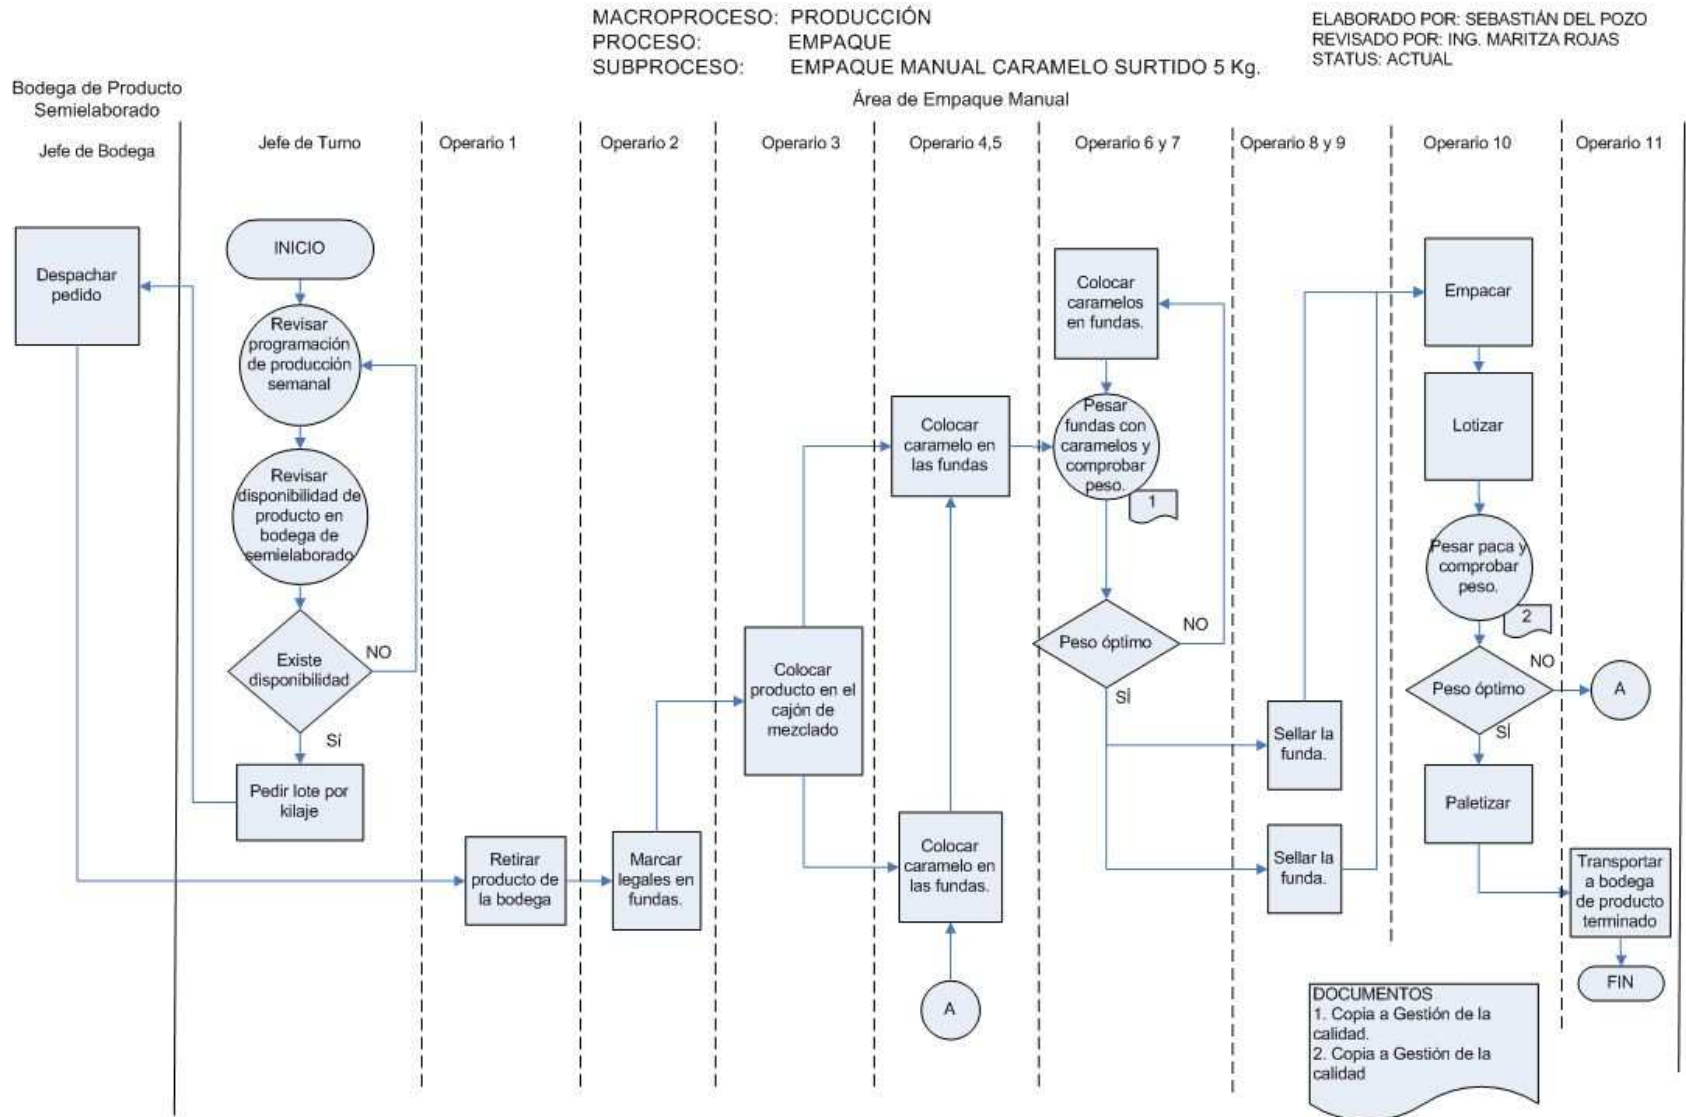 MACROPROCESO: PRODUCCIÓN
PROCESO: EMPAQUE
SUBPROCESO: EMPAQUE MANUAL CARAMELO SURTIDO 5 Kg.
ELABORADO POR: SEBASTIÁN DEL POZO
REVISADO POR: ING. MARITZA ROJAS
STATUS: ACTUAL
Bodega de Producto
Semielaborado
Área de Empaque Manual
Jefe de Bodega
Jefe de Turno
Operario 1
Operario 2
Operario 3
Operario 4,5
Operario 6 y 7
Operario 8 y 9
Operario 10
Operario 11
Despachar
pedido
INICIO
Revisar
programación
de producción
semanal
Revisar
disponibilidad de
producto en
bodega de
semielaborado
Existe
disponibilidad
NO
Sí
Pedir lote por
kilaje
Retirar
producto de
la bodega
Marcar
legales en
fundas.
Colocar
producto en el
cajón de
mezclado
Colocar
caramelo en
las fundas
Colocar
caramelo en
las fundas.
A
Colocar
caramelos
en fundas.
Pesar
fundas con
caramelos y
comprobar
peso.
1
Peso óptimo
NO
SÍ
Sellar la
funda.
Sellar la
funda.
Empacar
Lotizar
Pesar paca y
comprobar
peso.
2
Peso óptimo
NO
SÍ
A
Paletizar
Transportar
a bodega
de producto
terminado
FIN
DOCUMENTOS
1. Copia a Gestión de la
calidad.
2. Copia a Gestión de la
calidad